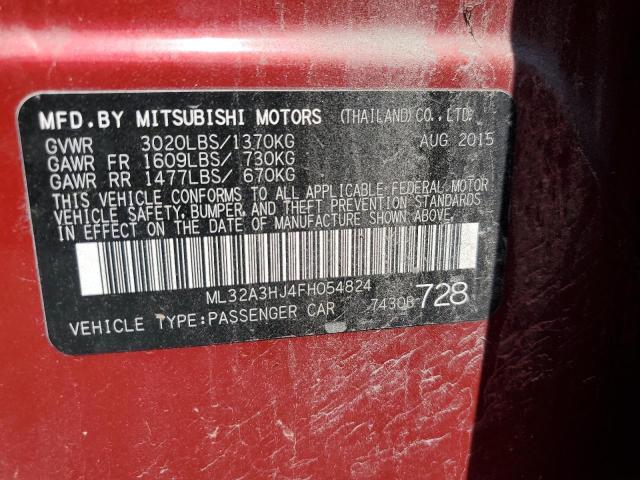 MFD.BY MITSUBISHI MOTORS (THAILAND)CO.,LTD.
GVWR 3020LBS/1370KG AUG 2015
GAWR FR 1609LBS/ 730KG
GAWR RR 1477LBS/ 670KG
THIS VEHICLE CONFORMS TO ALL APPLICABLE FEDERAL MOTOR
VEHICLE SAFETY, BUMPER, AND THEFT PREVENTION STANDARDS
IN EFFECT ON THE DATE OF MANUFACTURE SHOWN ABOVE.
ML32A3HJ4FH054824
VEHICLE TYPE:PASSENGER CAR 728